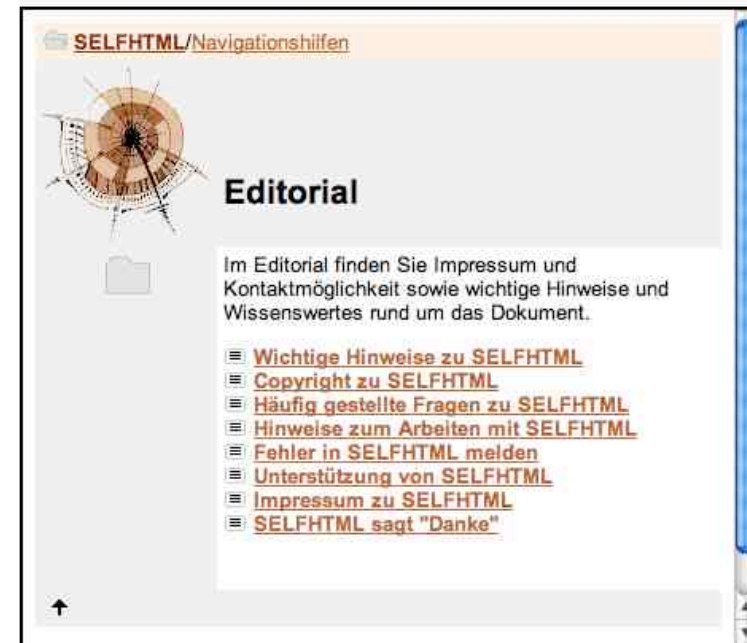 SELFHTML/Navigationshilfen
Editorial
Im Editorial finden Sie Impressum und
Kontaktmöglichkeit sowie wichtige Hinweise und
Wissenswertes rund um das Dokument.
Wichtige Hinweise zu SELFHTML
Copyright zu SELFHTML
Häufig gestellte Fragen zu SELFHTML
Hinweise zum Arbeiten mit SELFHTML
Fehler in SELFHTML melden
Unterstützung von SELFHTML
Impressum zu SELFHTML
SELFHTML sagt "Danke"